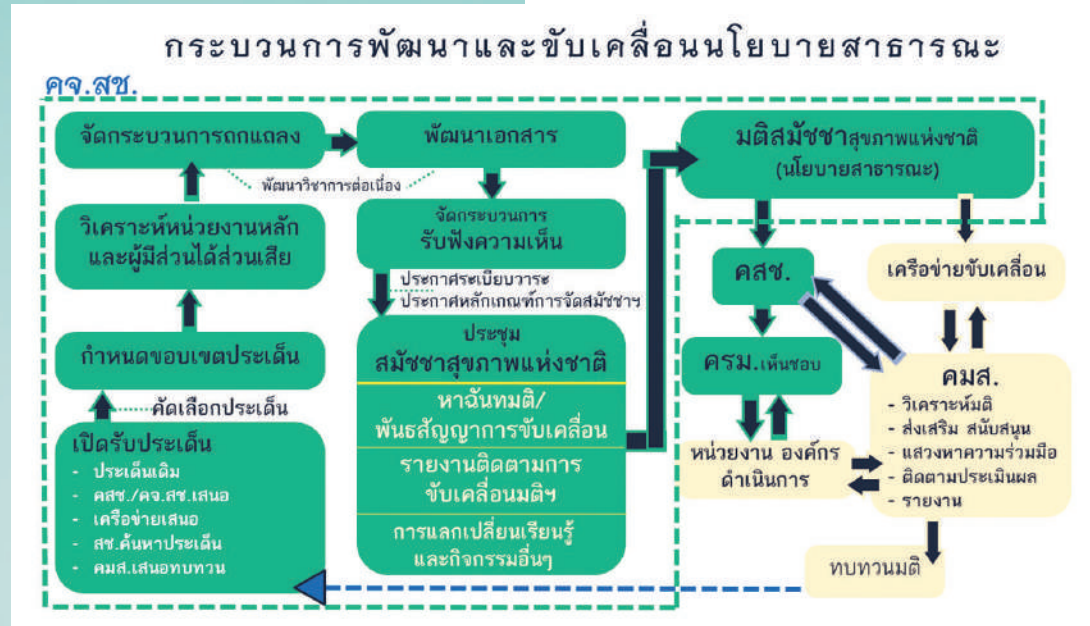 กระบวนการพัฒนาและขับเคลื่อนนโยบายสาธารณะ
คจ.สช.
จัดกระบวนการถกแถลง
พัฒนาเอกสาร
พัฒนาวิชาการต่อเนื่อง
วิเคราะห์หน่วยงานหลัก
และผู้มีส่วนได้ส่วนเสีย
กำหนดขอบเขตประเด็น
คัดเลือกประเด็น
เปิดรับประเด็น
- ประเด็นเดิม
- คสช./คจ.สช.เสนอ
- เครือข่ายเสนอ
- สช.ค้นหาประเด็น
- คมส.เสนอทบทวน
จัดกระบวนการ
รับฟังความเห็น
ประกาศระเบียบวาระ
ประกาศหลักเกณฑ์การจัดสมัชชาฯ
ประชุม
สมัชชาสุขภาพแห่งชาติ
หาฉันทมติ/
พันธสัญญาการขับเคลื่อน
รายงานติดตามการ
ขับเคลื่อนมติฯ
การแลกเปลี่ยนเรียนรู้
และกิจกรรมอื่นๆ
มติสมัชชาสุขภาพแห่งชาติ
(นโยบายสาธารณะ)
คสช.
เครือข่ายขับเคลื่อน
ครม.เห็นชอบ
หน่วยงาน องค์กร
ดำเนินการ
คมส.
- วิเคราะห์มติ
- ส่งเสริม สนับสนุน
- แสวงหาความร่วมมือ
- ติดตามประเมินผล
- รายงาน
ทบทวนมติ